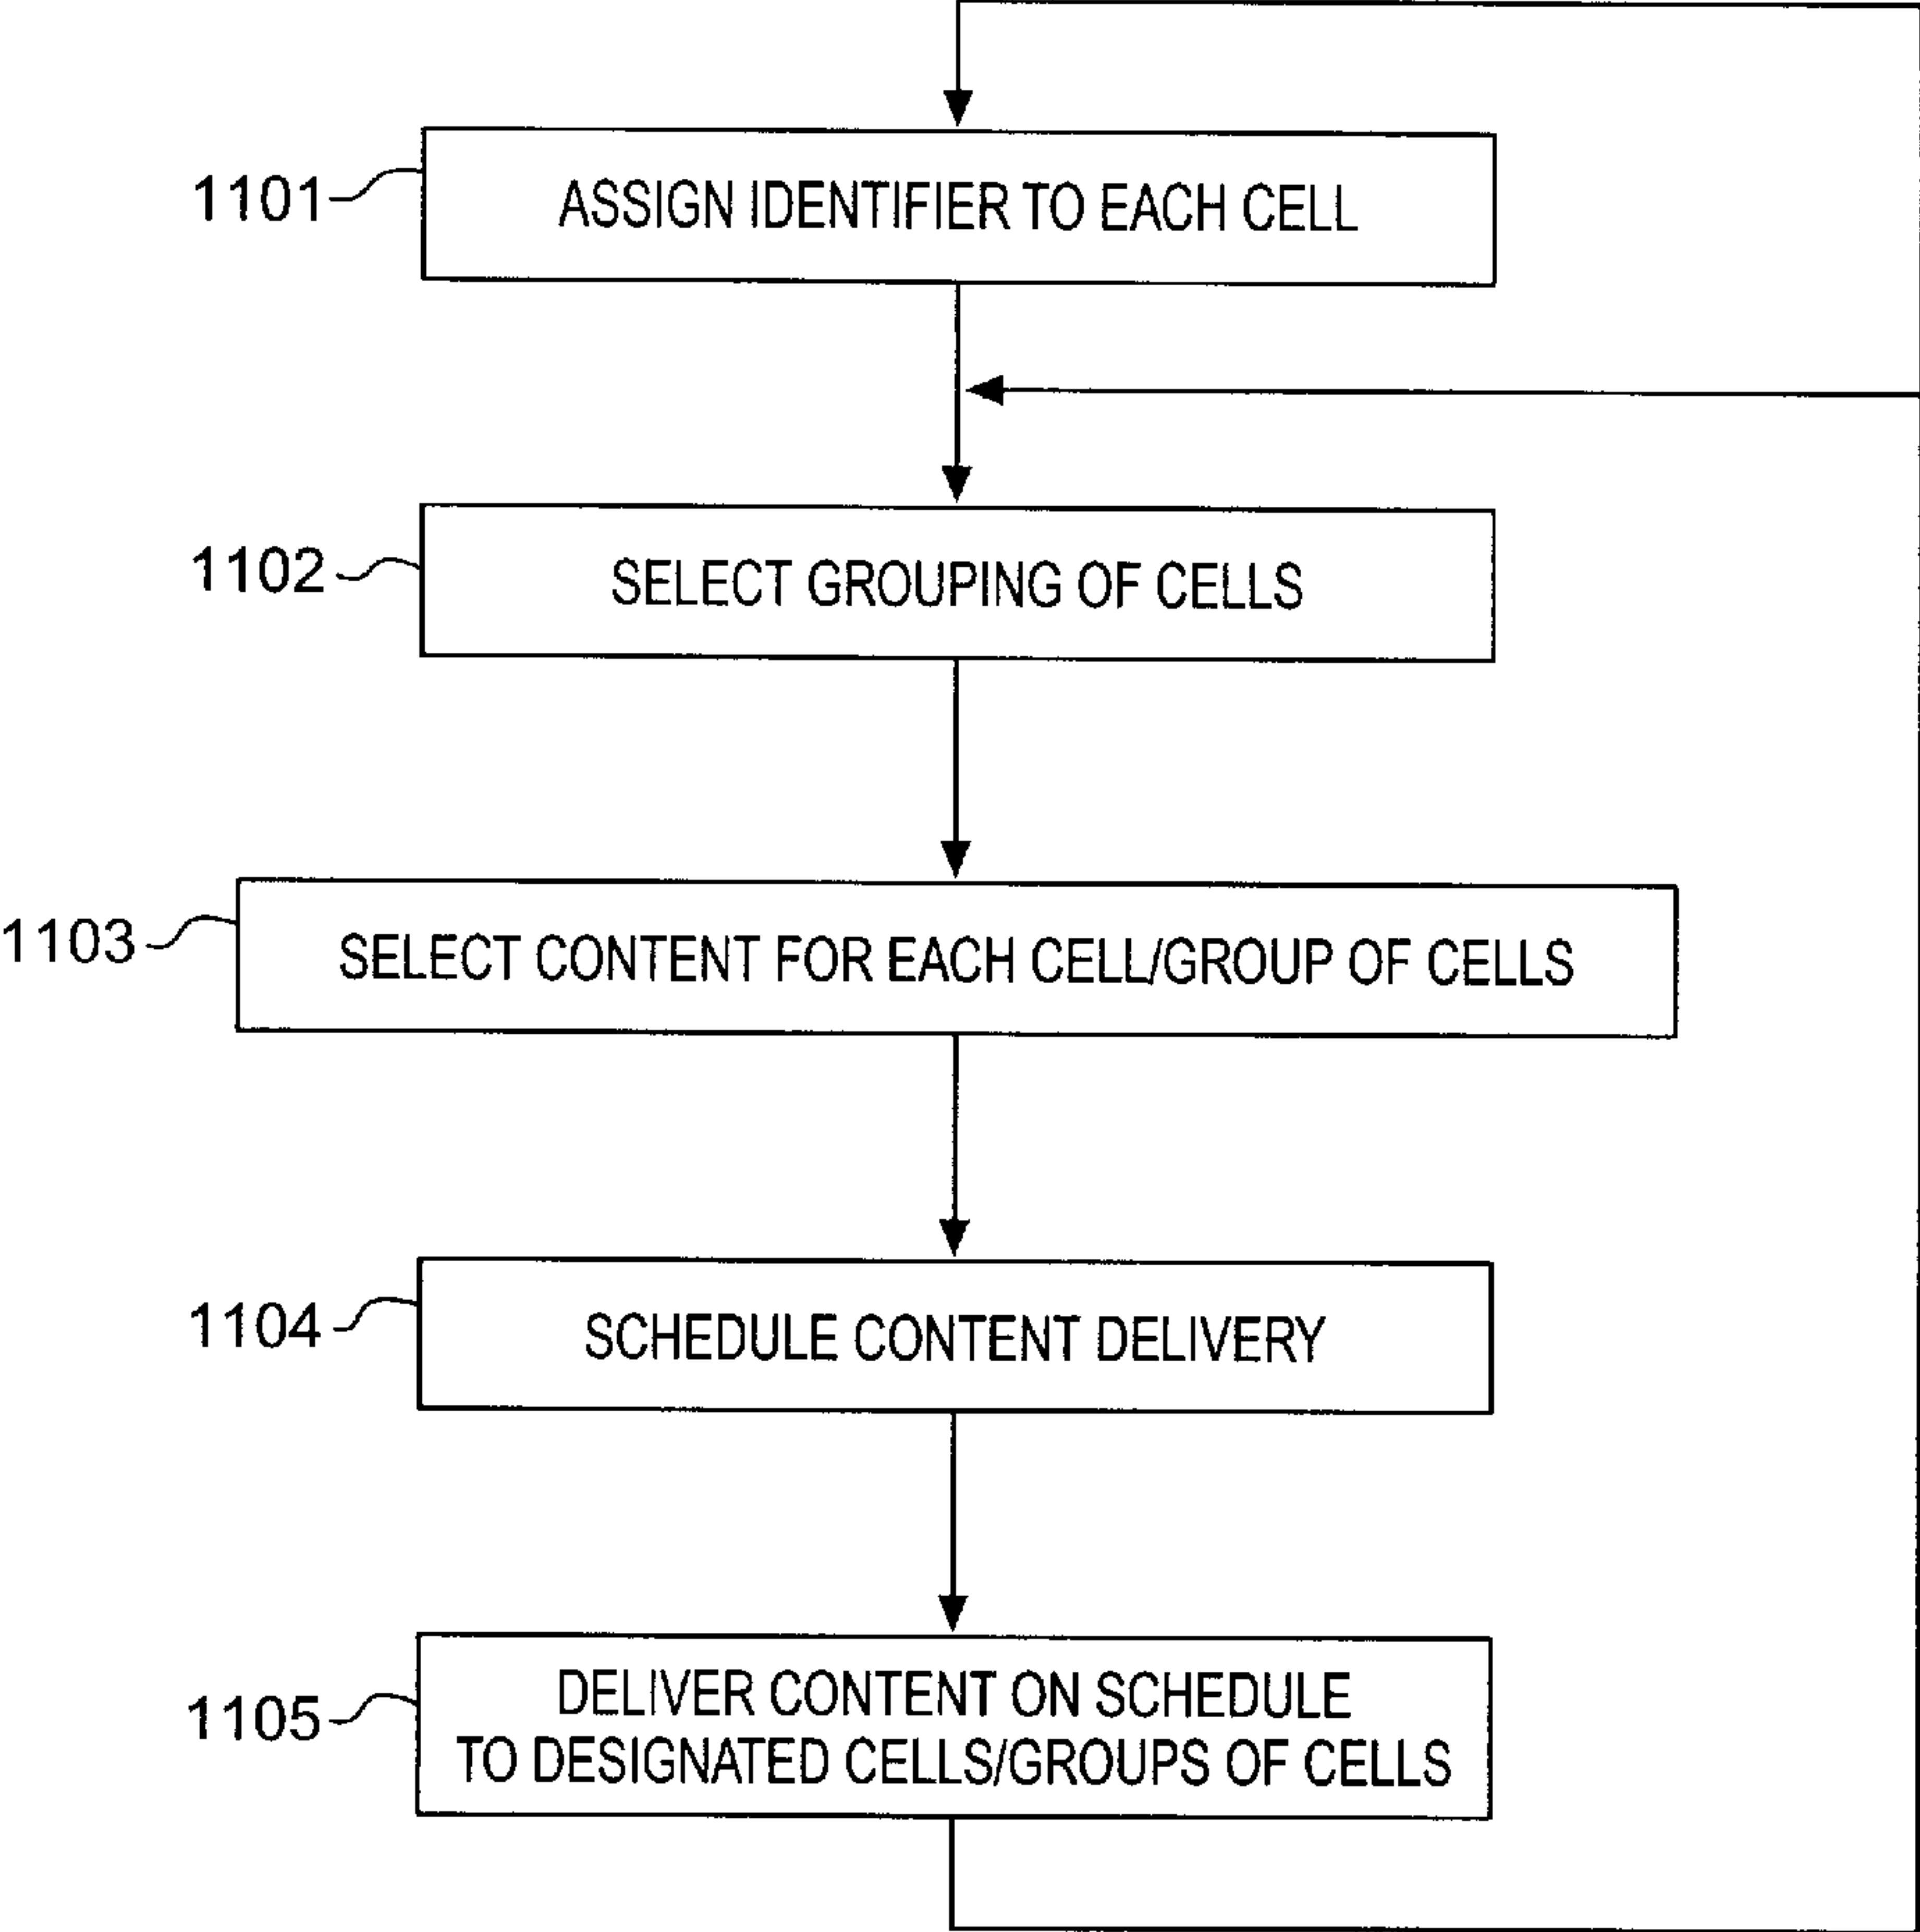 1101
ASSIGN IDENTIFIER TO EACH CELL
1102
SELECT GROUPING OF CELLS
1103
SELECT CONTENT FOR EACH CELL/GROUP OF CELLS
1104
SCHEDULE CONTENT DELIVERY
1105
DELIVER CONTENT ON SCHEDULE
TO DESIGNATED CELLS/GROUPS OF CELLS